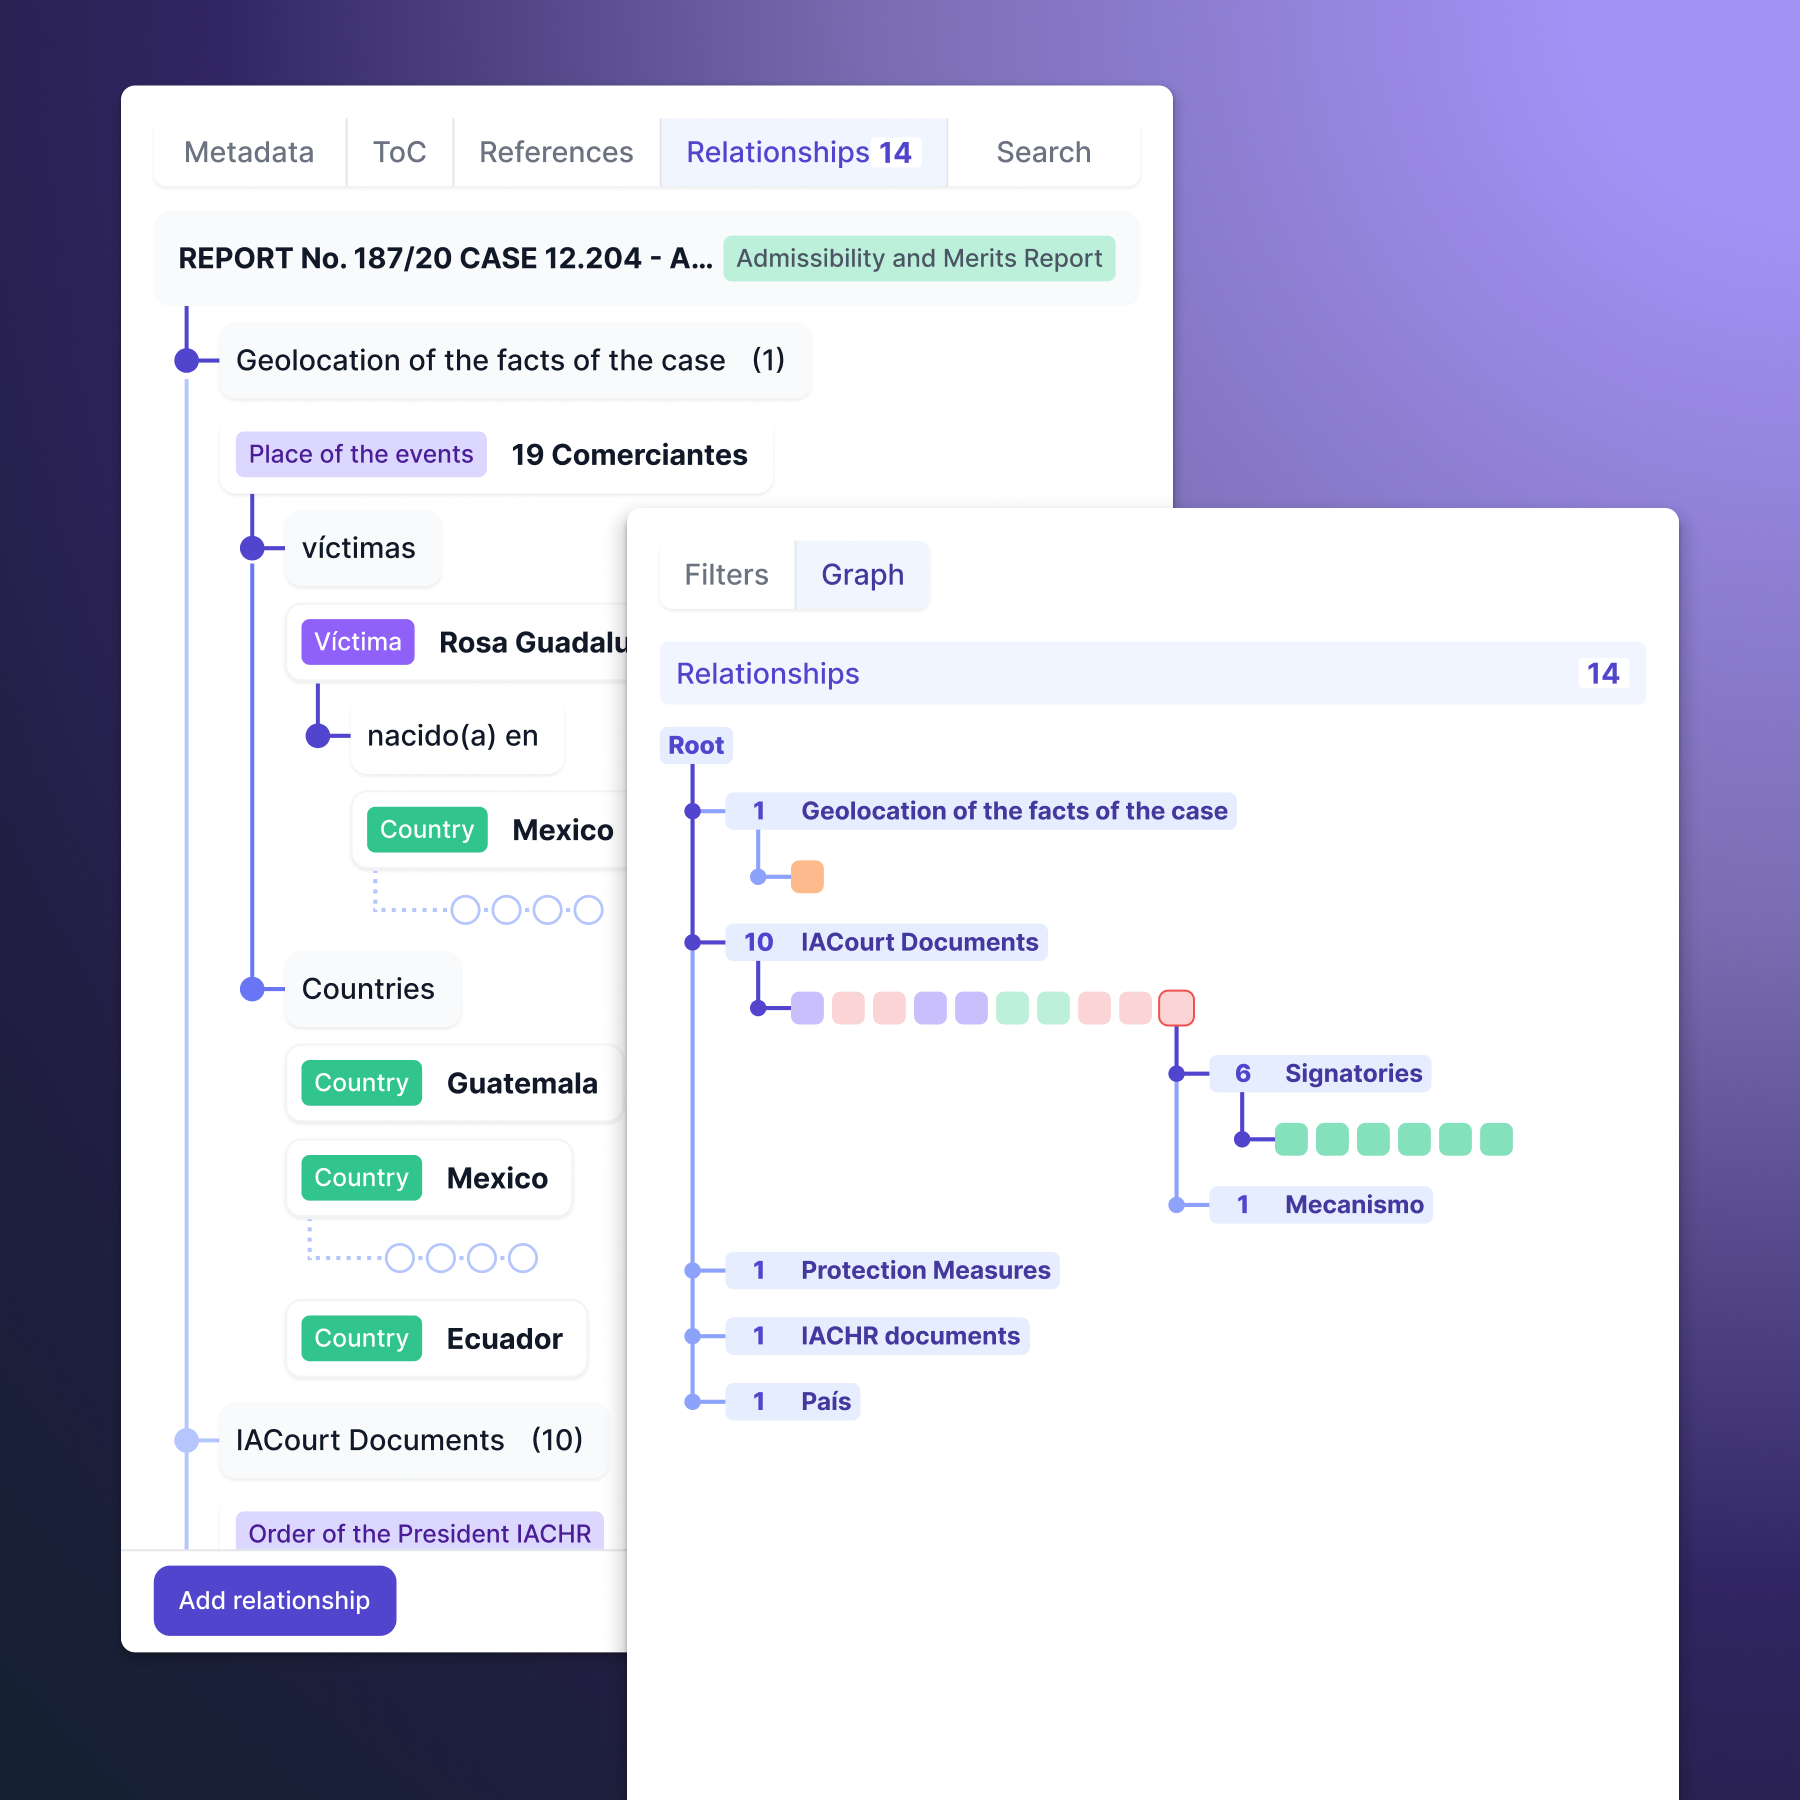 Metadata ToC References Relationships 14 Search
REPORT No. 187/20 CASE 12.204 - A... Admissibility and Merits Report
Geolocation of the facts of the case (1)
Place of the events 19 Comerciantes
víctimas
Víctima Rosa Guadalu
nacido(a) en
Country Mexico
Countries
Country Guatemala
Country Mexico
Country Ecuador
IACourt Documents (10)
Order of the President IACHR
Add relationship
Filters Graph
Relationships 14
Root
1 Geolocation of the facts of the case
10 IACourt Documents
6 Signatories
1 Mecanismo
1 Protection Measures
1 IACHR documents
1 País